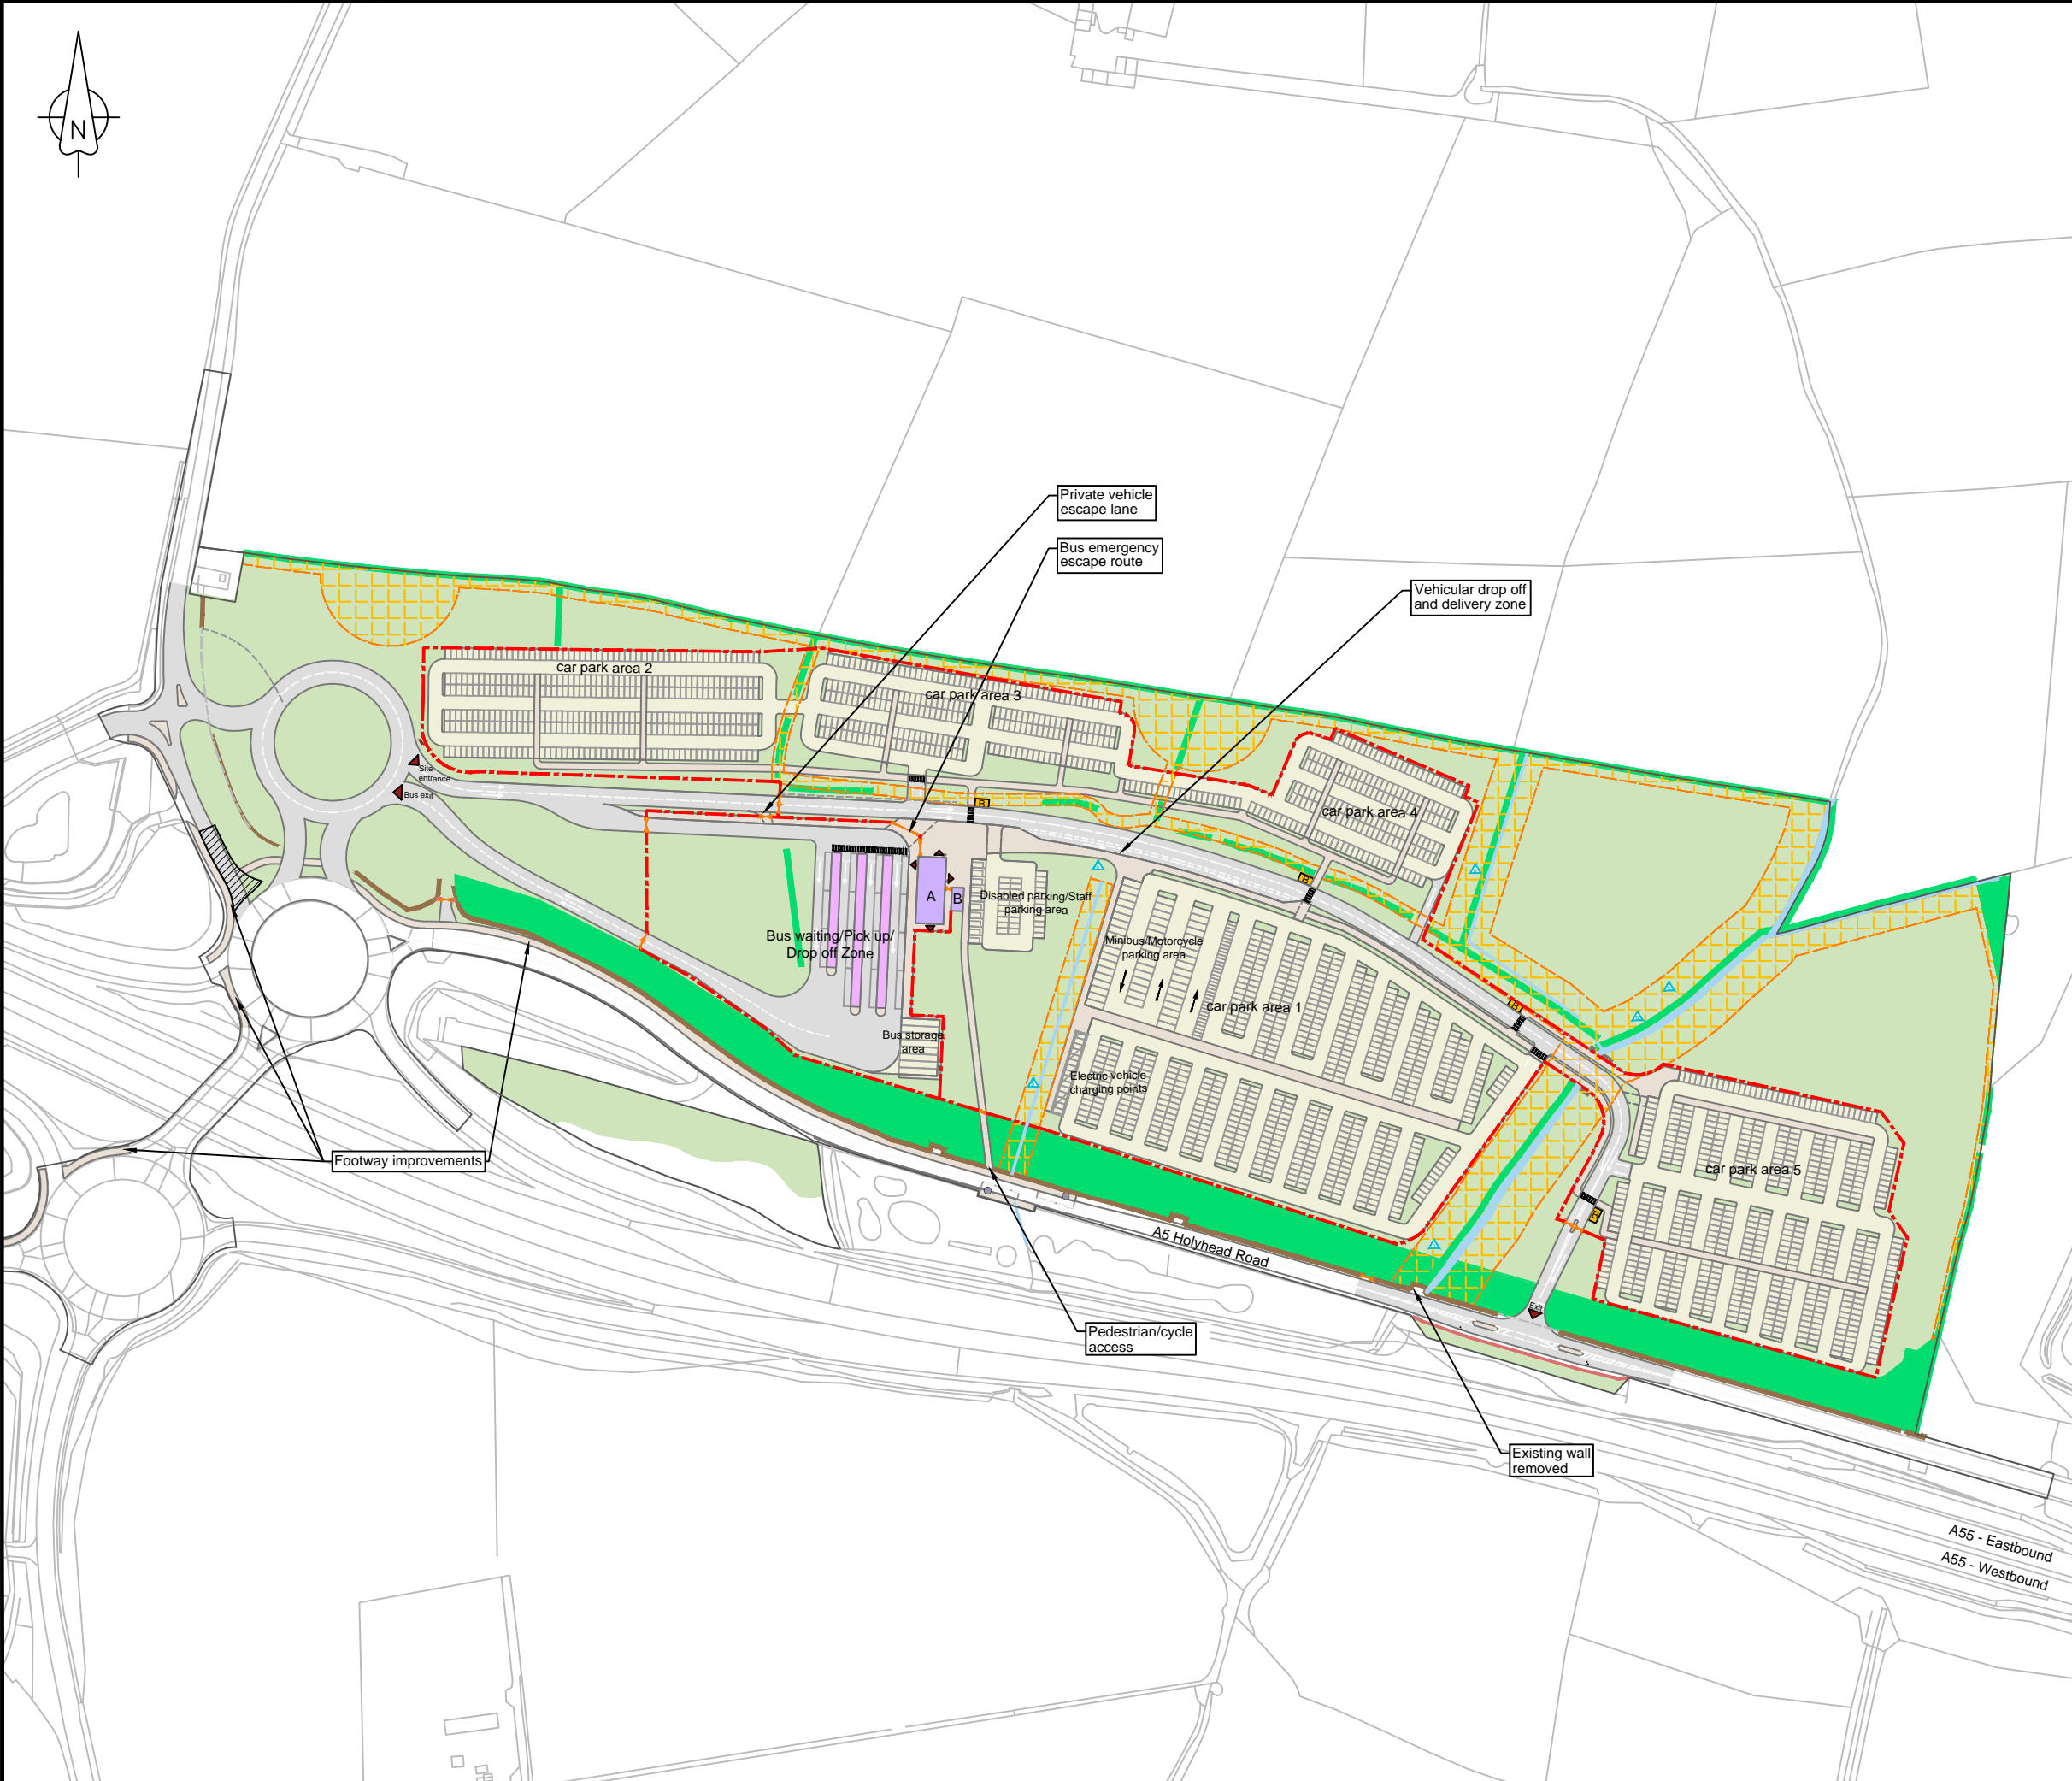 N
Private vehicle
escape lane
Bus emergency
escape route
Vehicular drop off
and delivery zone
car park area 2
car park area 3
Site
entrance
Bus exit
B
car park area 4
A
B
Disabled parking/Staff
parking area
B
Bus waiting/Pick up/
Drop off Zone
Minibus/Motorcycle
parking area
car park area 1
B
Bus storage
area
Electric vehicle
charging points
Footway improvements
car park area 5
B
A5 Holyhead Road
Exit
Pedestrian/cycle
access
Existing wall
removed
A55 - Eastbound
A55 - Westbound